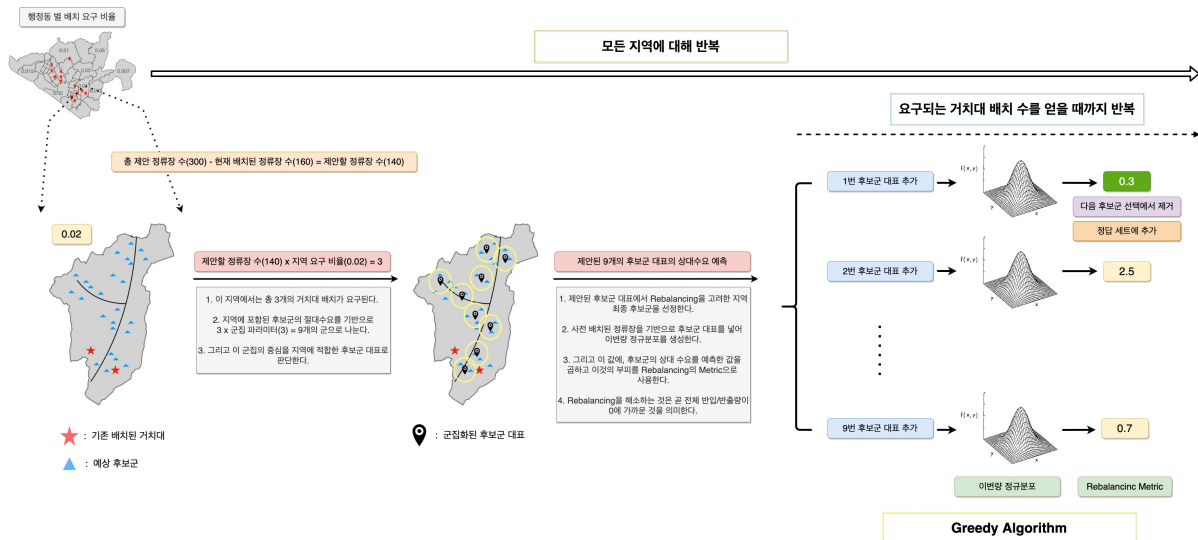 행정동 별 배치 요구 비율
0.01
0.05
0.015
0.03
0.007
0.02
모든 지역에 대해 반복
요구되는 거치대 배치 수를 얻을 때까지 반복
총 제안 정류장 수(300) - 현재 배치된 정류장 수(160) = 제안할 정류장 수(140)
0.02
제안할 정류장 수(140) x 지역 요구 비율(0.02) = 3
1. 이 지역에서는 총 3개의 거치대 배치가 요구된다.
2. 지역에 포함된 후보군의 절대수요를 기반으로
3 x 군집 파라미터(3) = 9개의 군으로 나눈다.
3. 그리고 이 군집의 중심을 지역에 적합한 후보군 대표로
판단한다.
: 기존 배치된 거치대
: 예상 후보군
: 군집화된 후보군 대표
제안된 9개의 후보군 대표의 상대수요 예측
1. 제안된 후보군 대표에서 Rebalancing을 고려한 지역
최종 후보군을 선정한다.
2. 사전 배치된 정류장을 기반으로 후보군 대표를 넣어
이변량 정규분포를 생성한다.
3. 그리고 이 값에, 후보군의 상대 수요를 예측한 값을
곱하고 이것의 부피를 Rebalancing의 Metric으로
사용한다.
4. Rebalancing을 해소하는 것은 곧 전체 반입/반출량이
0에 가까운 것을 의미한다.
1번 후보군 대표 추가
f(x,y)
y
x
0.3
다음 후보군 선택에서 제거
정답 세트에 추가
2번 후보군 대표 추가
f(x,y)
y
x
2.5
9번 후보군 대표 추가
f(x,y)
y
x
0.7
이변량 정규분포
Rebalancinc Metric
Greedy Algorithm